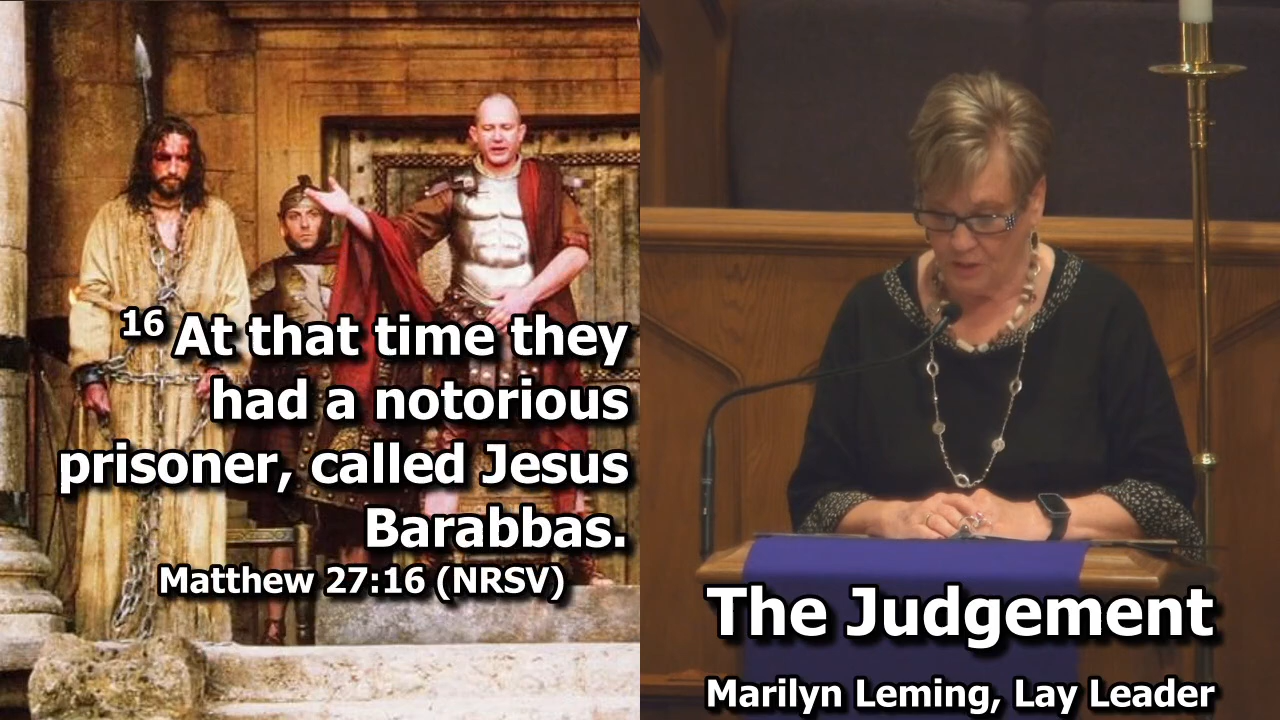 16 At that time they
had a notorious
prisoner, called Jesus
Barabbas.
Matthew 27:16 (NRSV)
The Judgement
Marilyn Leming, Lay Leader